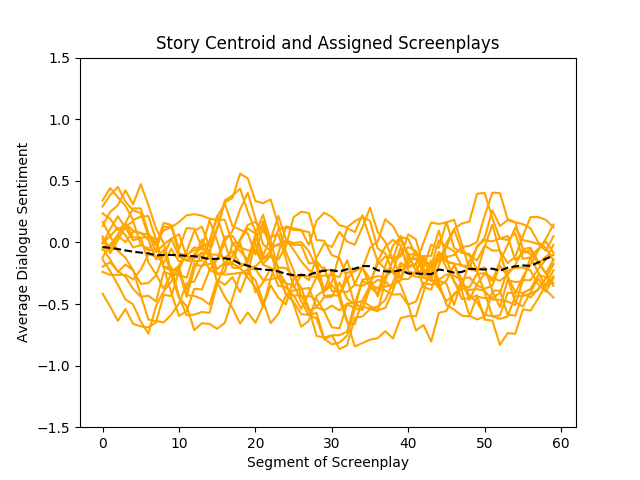 Story Centroid and Assigned Screenplays
1.5
1.0
0.5
0.0
−0.5
−1.0
−1.5
Average Dialogue Sentiment
0 10 20 30 40 50 60
Segment of Screenplay